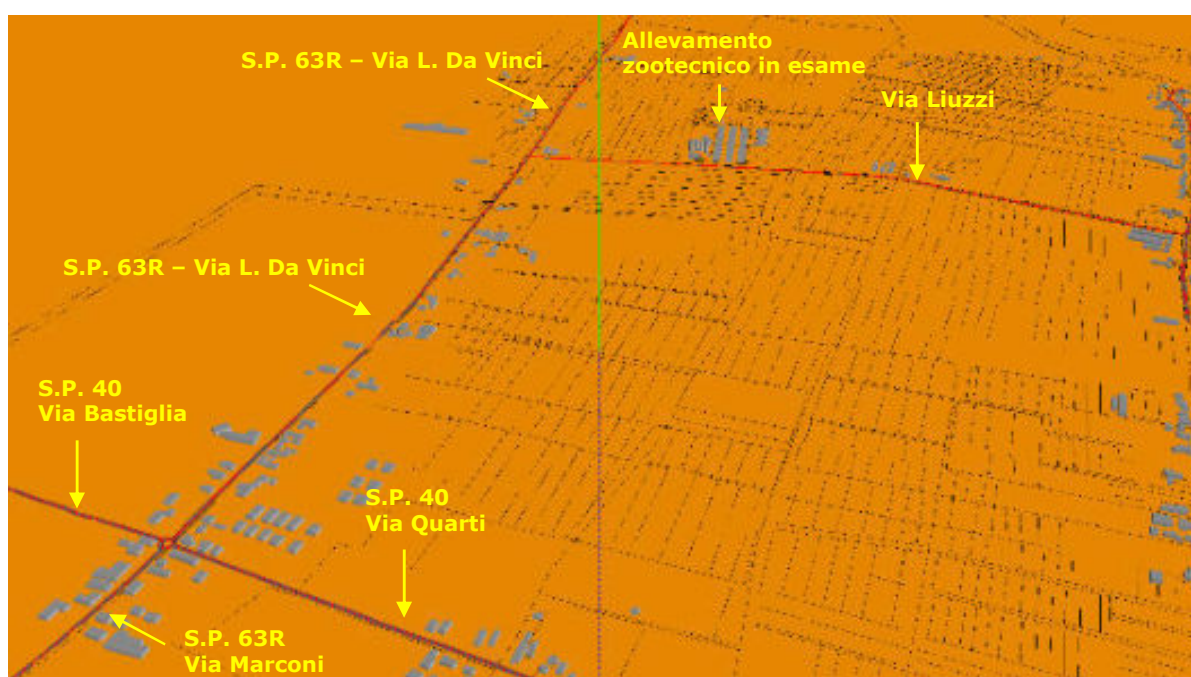 S.P. 63R – Via L. Da Vinci
Allevamento
zootecnico in esame
Via Liuzzi
S.P. 63R – Via L. Da Vinci
S.P. 40
Via Bastiglia
S.P. 40
Via Quarti
S.P. 63R
Via Marconi